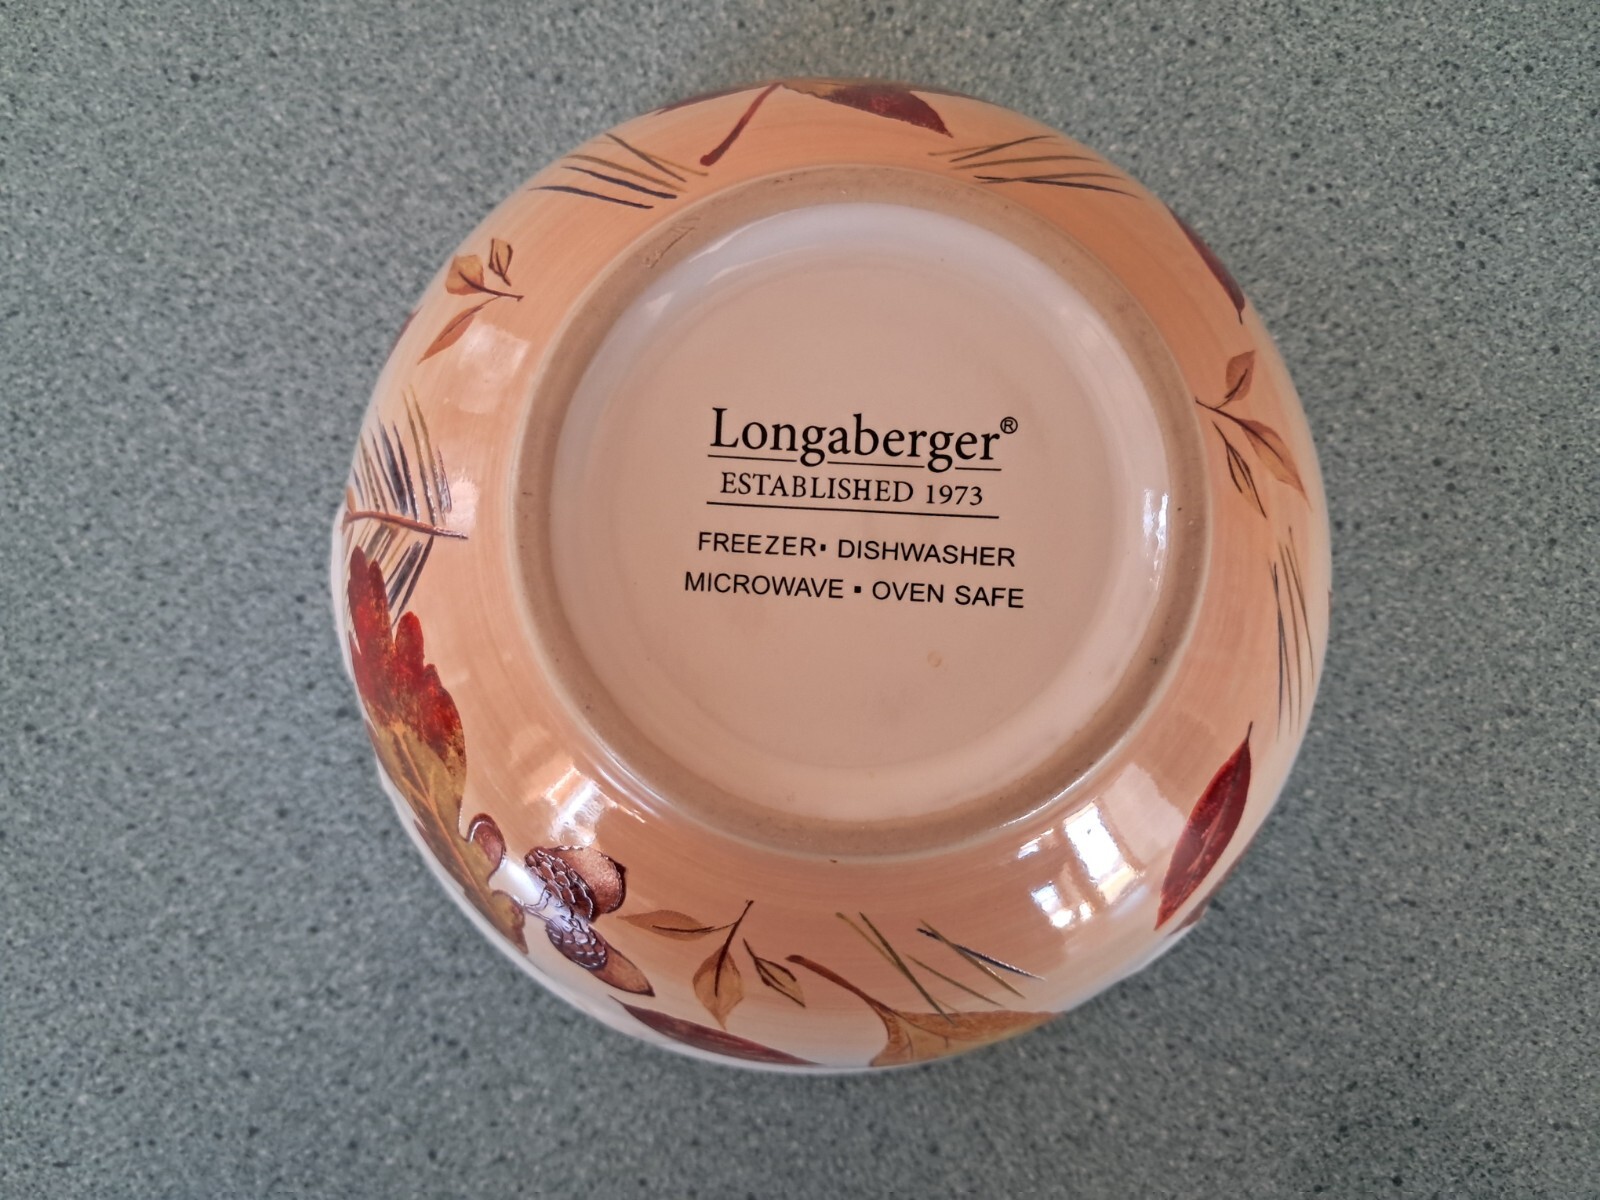 Longaberger®
ESTABLISHED 1973
FREEZER▪ DISHWASHER
MICROWAVE ▪ OVEN SAFE